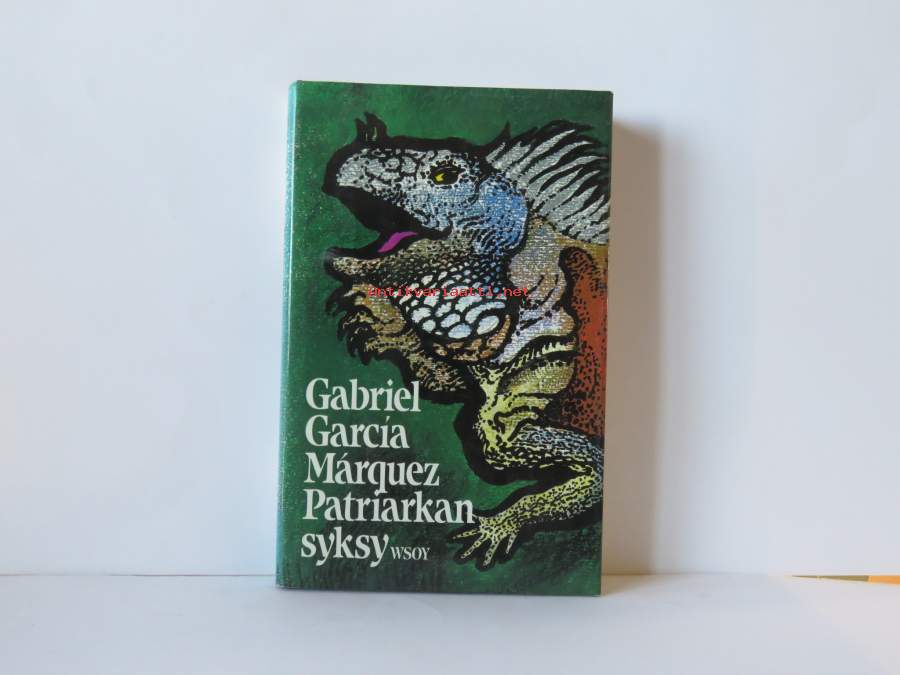 antikvariaatti.net
Gabriel
García
Márquez
Patriarkan
syksy WSOY